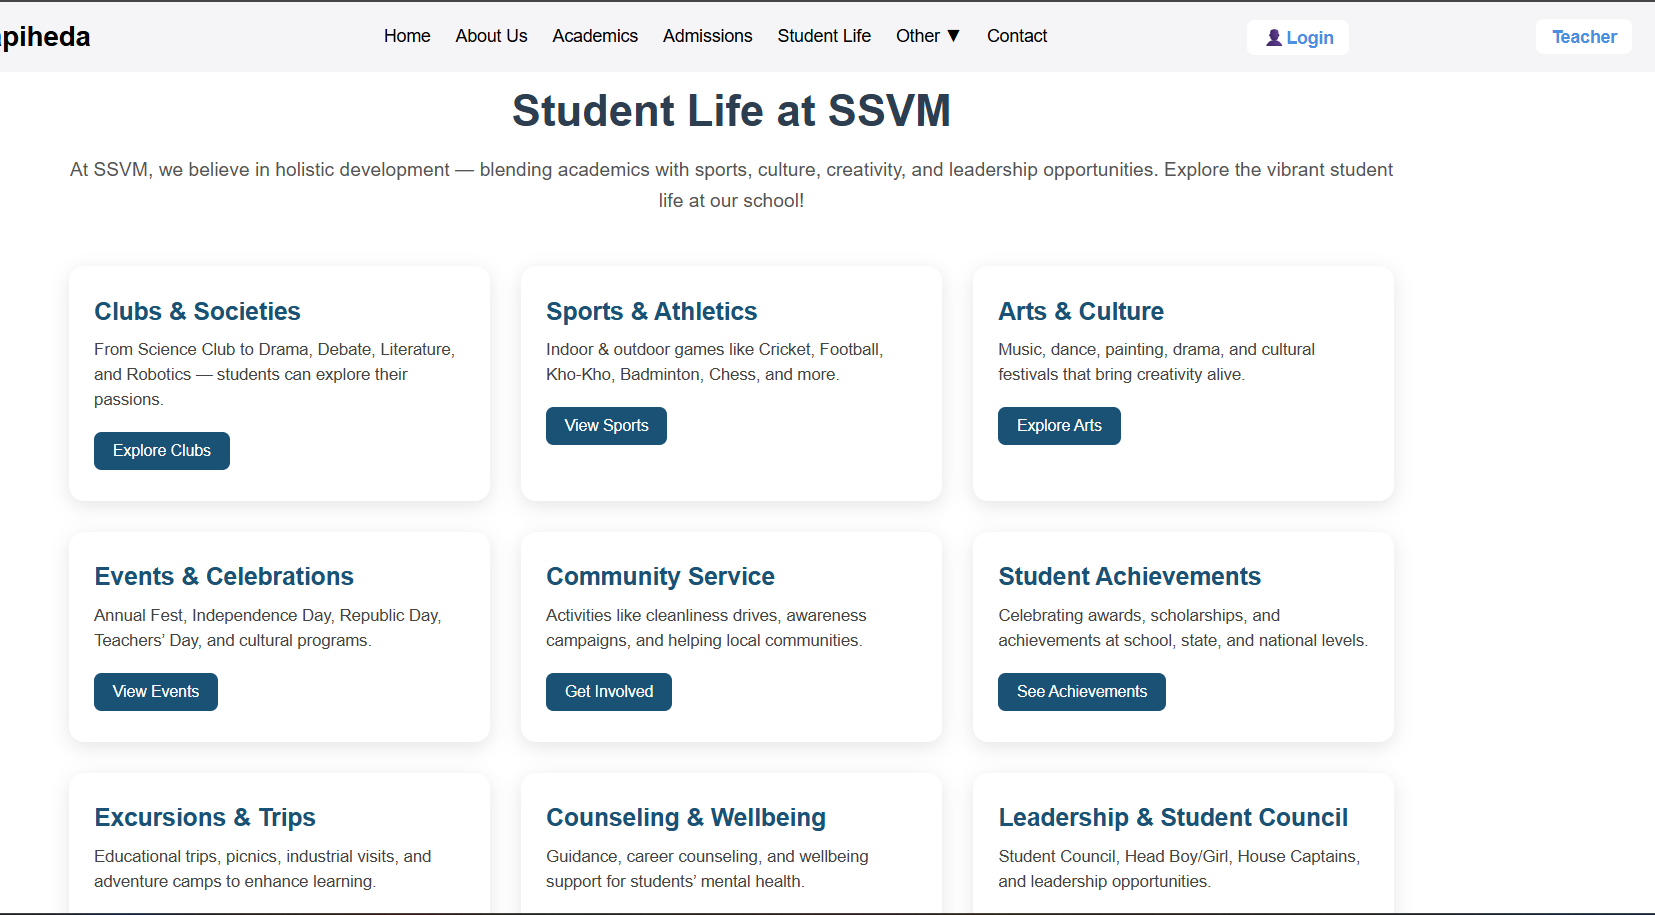 piheda
Home About Us Academics Admissions Student Life Other ▼ Contact
Login
Teacher
Student Life at SSVM
At SSVM, we believe in holistic development — blending academics with sports, culture, creativity, and leadership opportunities. Explore the vibrant student
life at our school!
Clubs & Societies
From Science Club to Drama, Debate, Literature,
and Robotics — students can explore their
passions.
Explore Clubs
Sports & Athletics
Indoor & outdoor games like Cricket, Football,
Kho-Kho, Badminton, Chess, and more.
View Sports
Arts & Culture
Music, dance, painting, drama, and cultural
festivals that bring creativity alive.
Explore Arts
Events & Celebrations
Annual Fest, Independence Day, Republic Day,
Teachers’ Day, and cultural programs.
View Events
Community Service
Activities like cleanliness drives, awareness
campaigns, and helping local communities.
Get Involved
Student Achievements
Celebrating awards, scholarships, and
achievements at school, state, and national levels.
See Achievements
Excursions & Trips
Educational trips, picnics, industrial visits, and
adventure camps to enhance learning.
Counseling & Wellbeing
Guidance, career counseling, and wellbeing
support for students’ mental health.
Leadership & Student Council
Student Council, Head Boy/Girl, House Captains,
and leadership opportunities.